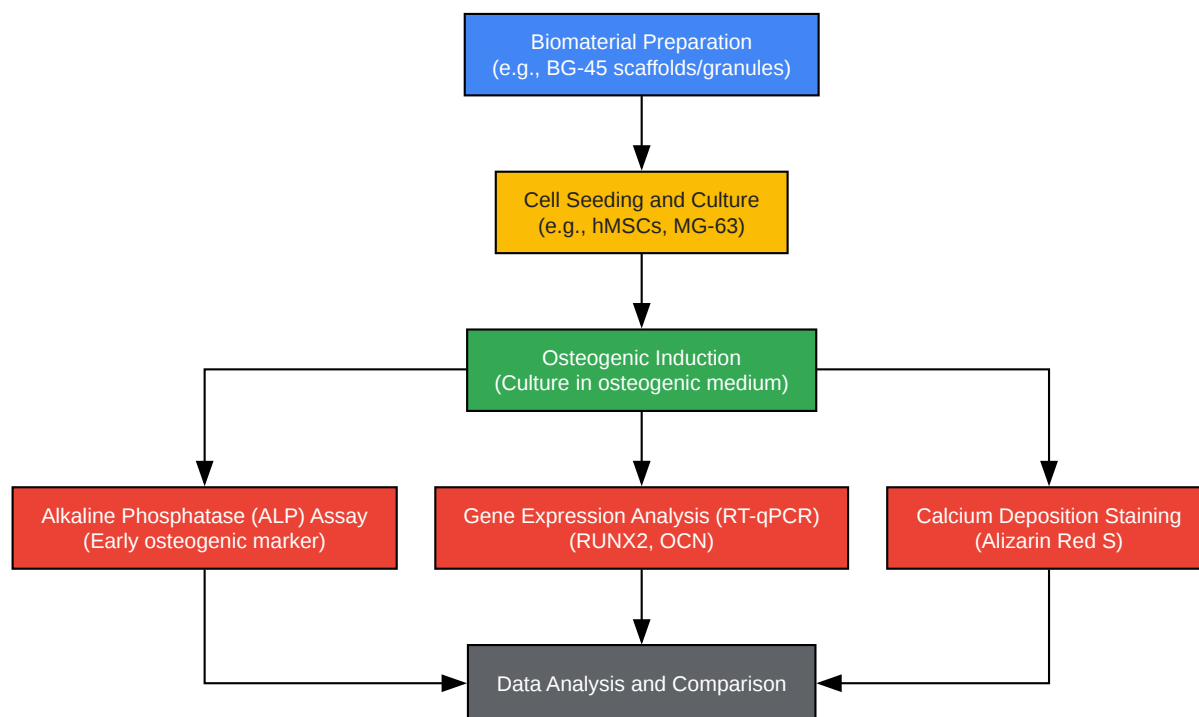 Biomaterial Preparation
(e.g., BG-45 scaffolds/granules)
Cell Seeding and Culture
(e.g., hMSCs, MG-63)
Osteogenic Induction
(Culture in osteogenic medium)
Alkaline Phosphatase (ALP) Assay
(Early osteogenic marker)
Gene Expression Analysis (RT-qPCR)
(RUNX2, OCN)
Calcium Deposition Staining
(Alizarin Red S)
Data Analysis and Comparison